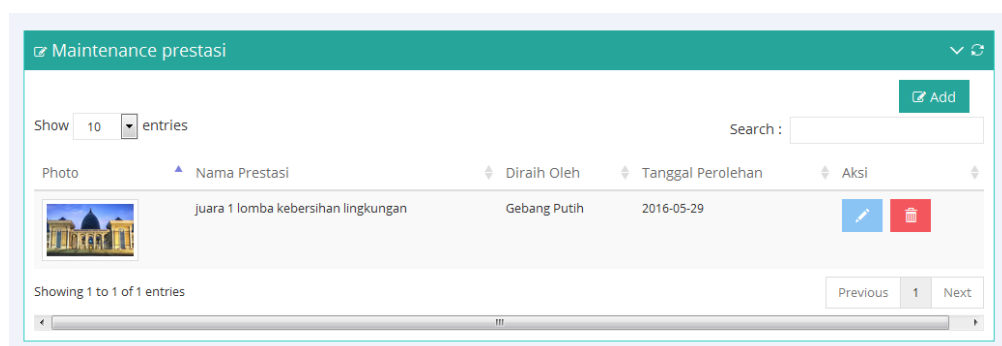 Maintenance prestasi
Add
Show 10 entries
Search :
Photo Nama Prestasi Diraih Oleh Tanggal Perolehan Aksi
juara 1 lomba kebersihan lingkungan Gebang Putih 2016-05-29
Showing 1 to 1 of 1 entries
Previous 1 Next